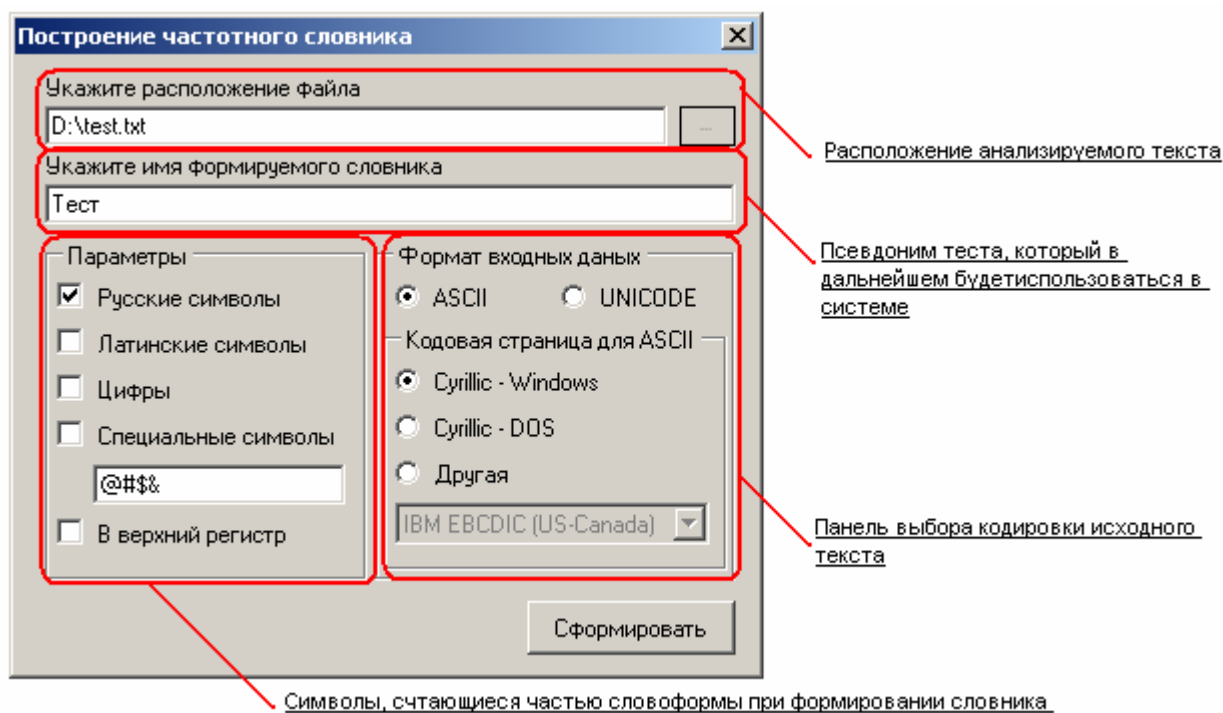 Построение частотного словника
Укажите расположение файла
D:\test.txt
...
Расположение анализируемого текста
Укажите имя формируемого словника
Тест
Псевдоним теста, который в
дальнейшем будетиспользоваться в
системе
Параметры
Русские символы
Латинские символы
Цифры
Специальные символы
@#$&
В верхний регистр
Формат входных даных
ASCII
UNICODE
Кодовая страница для ASCII
Cyrillic - Windows
Cyrillic - DOS
Другая
IBM EBCDIC (US-Canada)
Панель выбора кодировки исходного
текста
Сформировать
Символы, счтающиеся частью словоформы при формировании словника